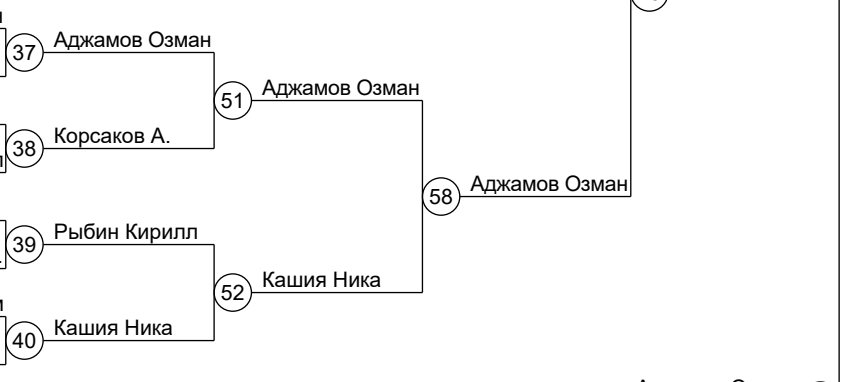 37 Аджамов Озман
51 Аджамов Озман
38 Корсаков А.
58 Аджамов Озман
39 Рыбин Кирилл
52 Кашия Ника
40 Кашия Ника